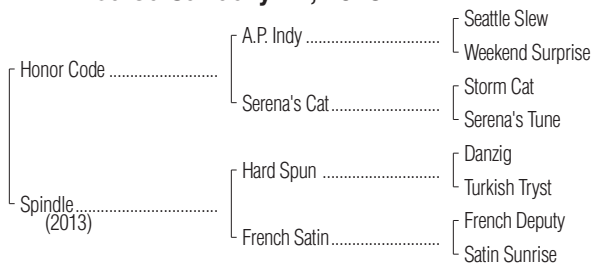 A.P. Indy
Seattle Slew
Weekend Surprise
Honor Code
Serena's Cat
Storm Cat
Serena's Tune
Hard Spun
Danzig
Turkish Tryst
Spindle
(2013)
French Satin
French Deputy
Satin Sunrise